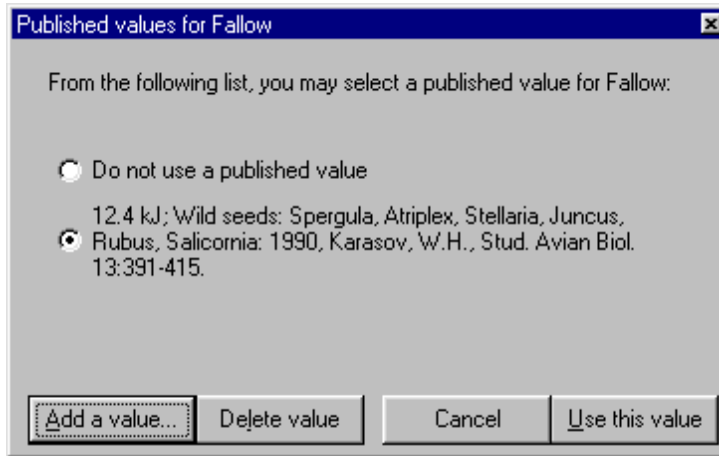 Published values for Fallow
From the following list, you may select a published value for Fallow:
Do not use a published value
12.4 kJ; Wild seeds: Spergula, Atriplex, Stellaria, Juncus,
Rubus, Salicornia: 1990, Karasov, W.H., Stud. Avian Biol.
13:391-415.
Add a value... Delete value Cancel Use this value